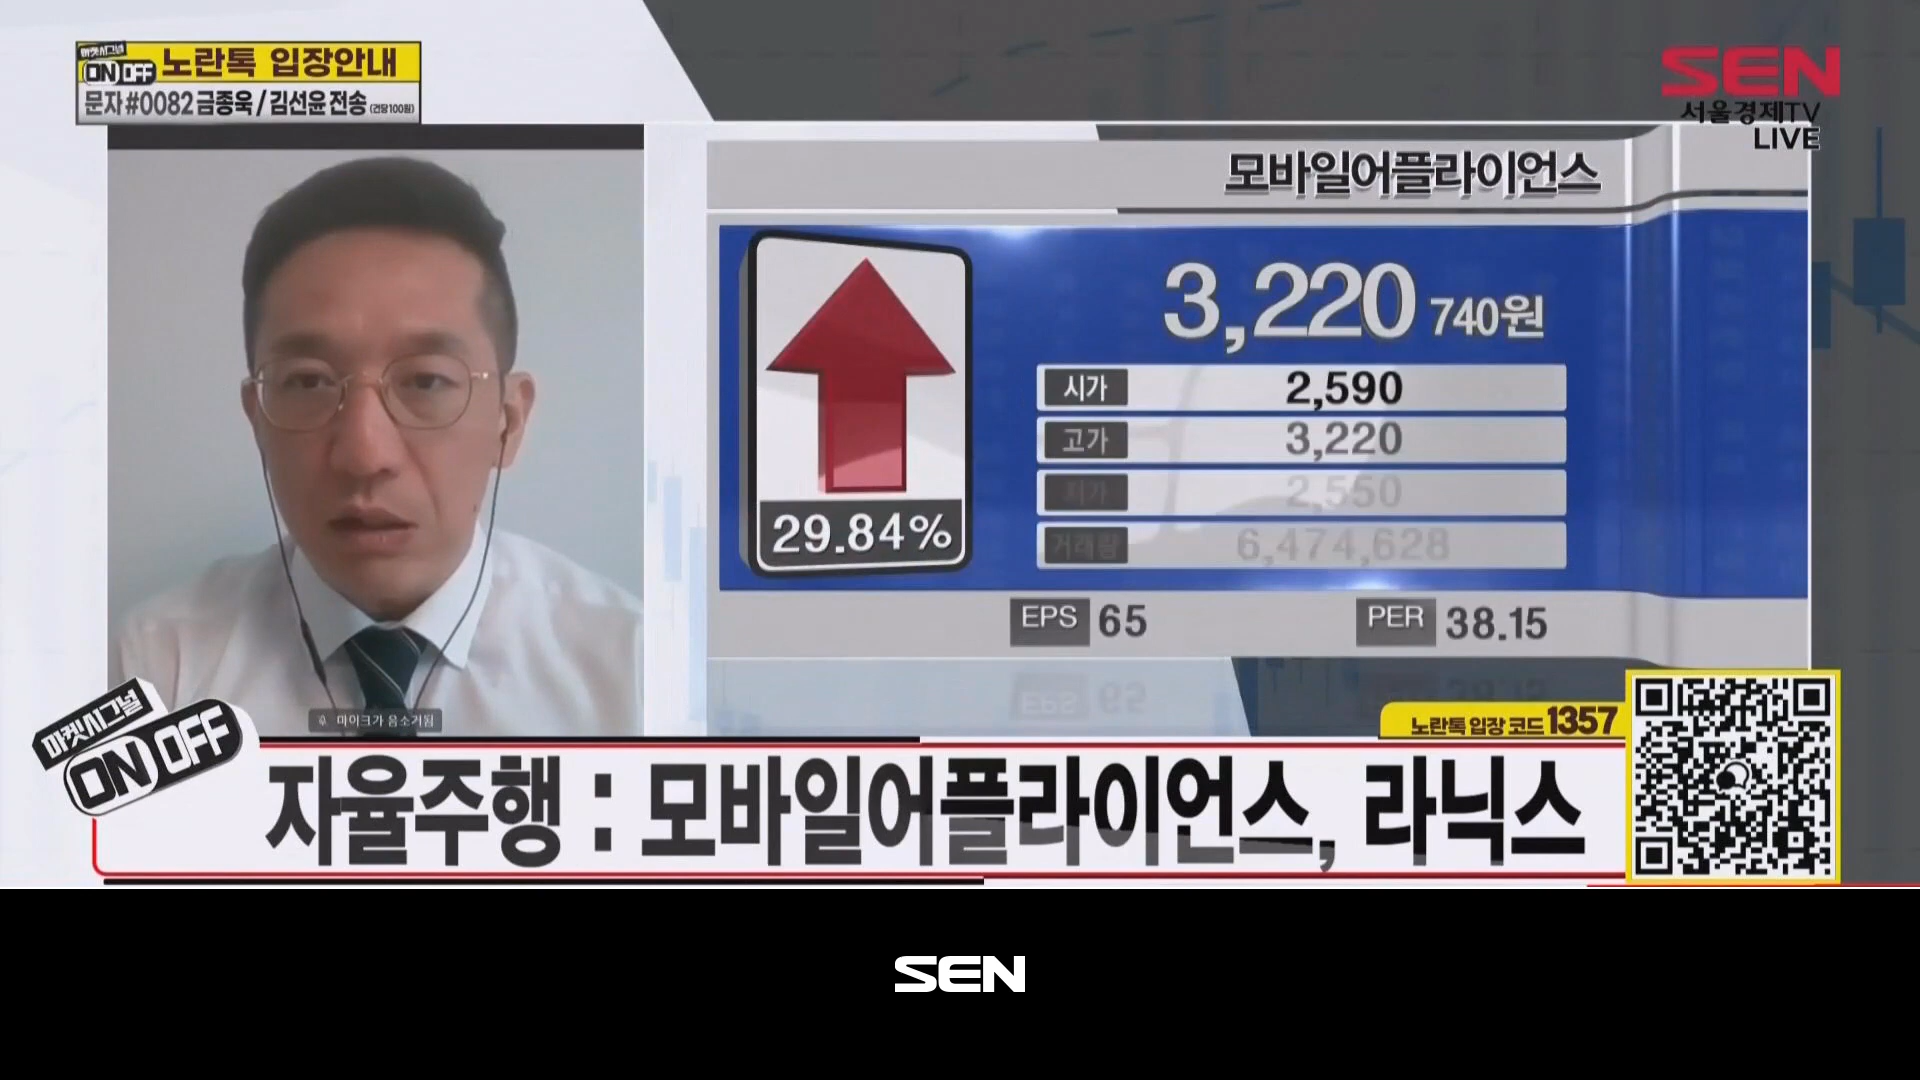 마켓시그널
ON OFF 노란톡 입장안내
문자 #0082 금종욱 / 김선윤 전송 (건당100원)
SEN
서울경제TV
LIVE
모바일어플라이언스
3,220 740원
29.84%
시가 2,590
고가 3,220
저가 2,550
거래량 6,474,628
EPS 65
PER 38.15
마이크가 음소거됨
노란톡 입장 코드 1357
마켓시그널
ON OFF
자율주행 : 모바일어플라이언스, 라닉스
SEN